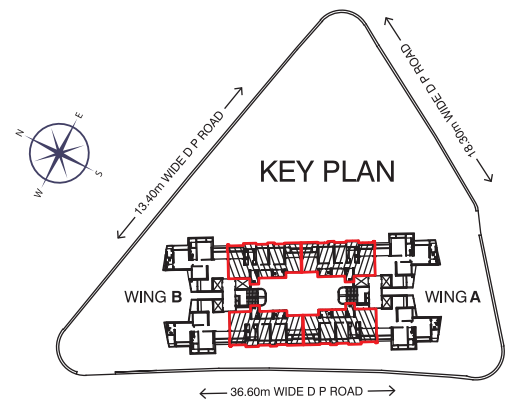 18.30m WIDE D P ROAD
13.40m WIDE D P ROAD
N
E
W
S
KEY PLAN
WING B
WING A
36.60m WIDE D P ROAD